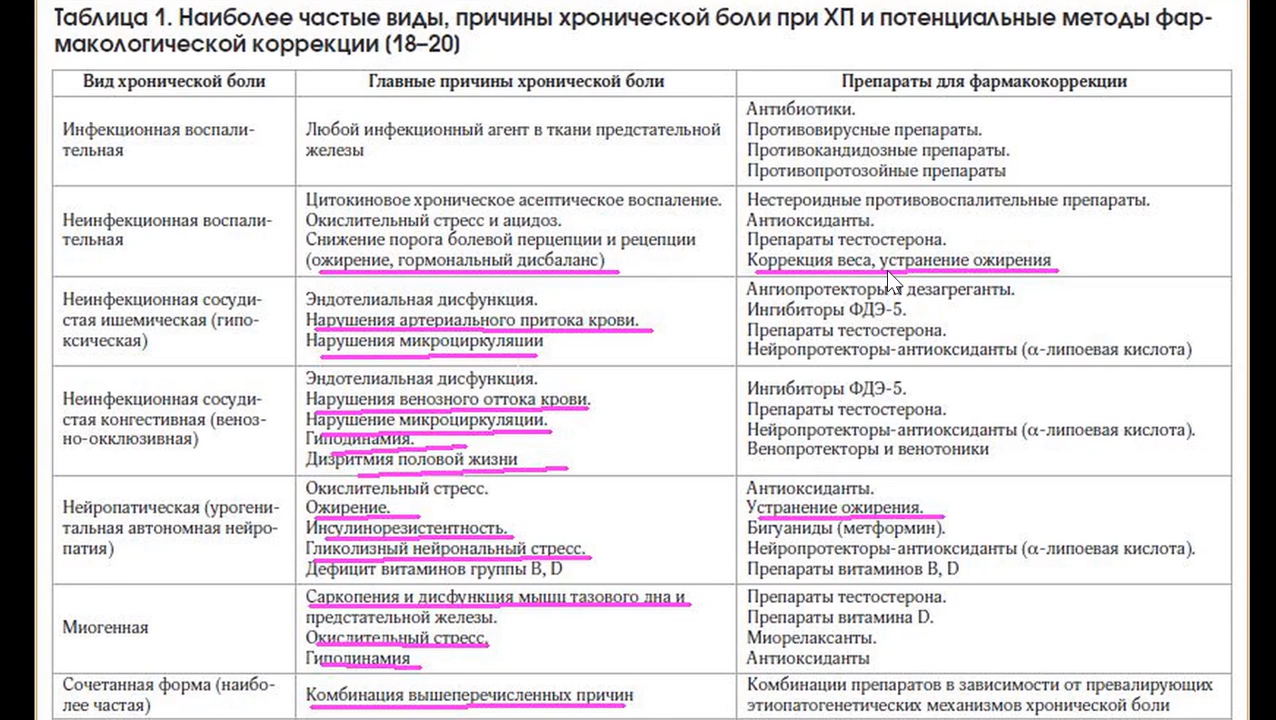 Таблица 1. Наиболее частые виды, причины хронической боли при ХП и потенциальные методы фар-
макологической коррекции (18–20)
Вид хронической боли
Главные причины хронической боли
Препараты для фармакокоррекции
Инфекционная воспали-
тельная
Любой инфекционный агент в ткани предстательной
железы
Антибиотики.
Противовирусные препараты.
Противокандидозные препараты.
Противопротозойные препараты
Неинфекционная воспали-
тельная
Цитокиновое хроническое асептическое воспаление.
Окислительный стресс и ацидоз.
Снижение порога болевой перцепции и рецепции
(ожирение, гормональный дисбаланс)
Нестероидные противовоспалительные препараты.
Антиоксиданты.
Препараты тестостерона.
Коррекция веса, устранение ожирения
Неинфекционная сосуди-
стая ишемическая (гипо-
ксическая)
Эндотелиальная дисфункция.
Нарушения артериального притока крови.
Нарушения микроциркуляции
Ангиопротекторы и дезагреганты.
Ингибиторы ФДЭ-5.
Препараты тестостерона.
Нейропротекторы-антиоксиданты (α-липоевая кислота)
Неинфекционная сосуди-
стая конгестивная (веноз-
но-окклюзивная)
Эндотелиальная дисфункция.
Нарушения венозного оттока крови.
Нарушение микроциркуляции.
Гиподинамия.
Дизритмия половой жизни
Ингибиторы ФДЭ-5.
Препараты тестостерона.
Нейропротекторы-антиоксиданты (α-липоевая кислота).
Венопротекторы и венотоники
Нейропатическая (урогени-
тальная автономная нейро-
патия)
Окислительный стресс.
Ожирение.
Инсулинорезистентность.
Гликолизный нейрональный стресс.
Дефицит витаминов группы В, D
Антиоксиданты.
Устранение ожирения.
Бигуаниды (метформин).
Нейропротекторы-антиоксиданты (α-липоевая кислота).
Препараты витаминов В, D
Миогенная
Саркопения и дисфункция мышц тазового дна и
предстательной железы.
Окислительный стресс.
Гиподинамия
Препараты тестостерона.
Препараты витамина D.
Миорелаксанты.
Антиоксиданты
Сочетанная форма (наибо-
лее частая)
Комбинация вышеперечисленных причин
Комбинации препаратов в зависимости от превалирующих
этиопатогенетических механизмов хронической боли